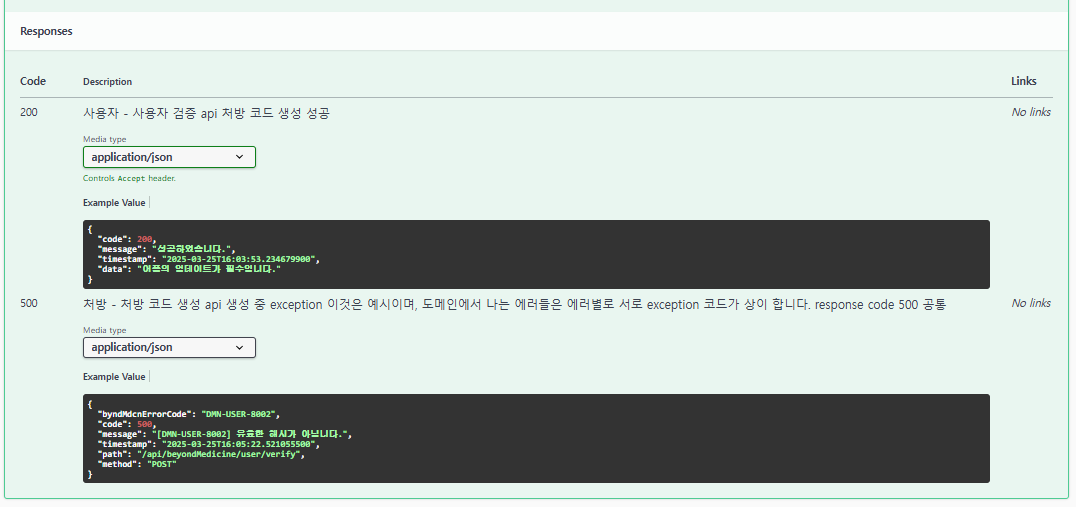 Responses
Code Description Links
200 사용자 - 사용자 검증 api 처방 코드 생성 성공 No links
Media type
application/json
Controls Accept header.
Example Value
{
"code": 200,
"message": "성공하였습니다.",
"timestamp": "2025-03-25T16:03:53.234679900",
"data": "어플의 업데이트가 필수입니다."
}
500 처방 - 처방 코드 생성 api 생성 중 exception 이것은 예시이며, 도메인에서 나는 에러들은 에러별로 서로 exception 코드가 상이 합니다. response code 500 공통 No links
Media type
application/json
Example Value
{
"byndMdcnErrorCode": "DMN-USER-8002",
"code": 500,
"message": "[DMN-USER-8002] 유효한 해시가 아닙니다.",
"timestamp": "2025-03-25T16:05:22.521055500",
"path": "/api/beyondMedicine/user/verify",
"method": "POST"
}